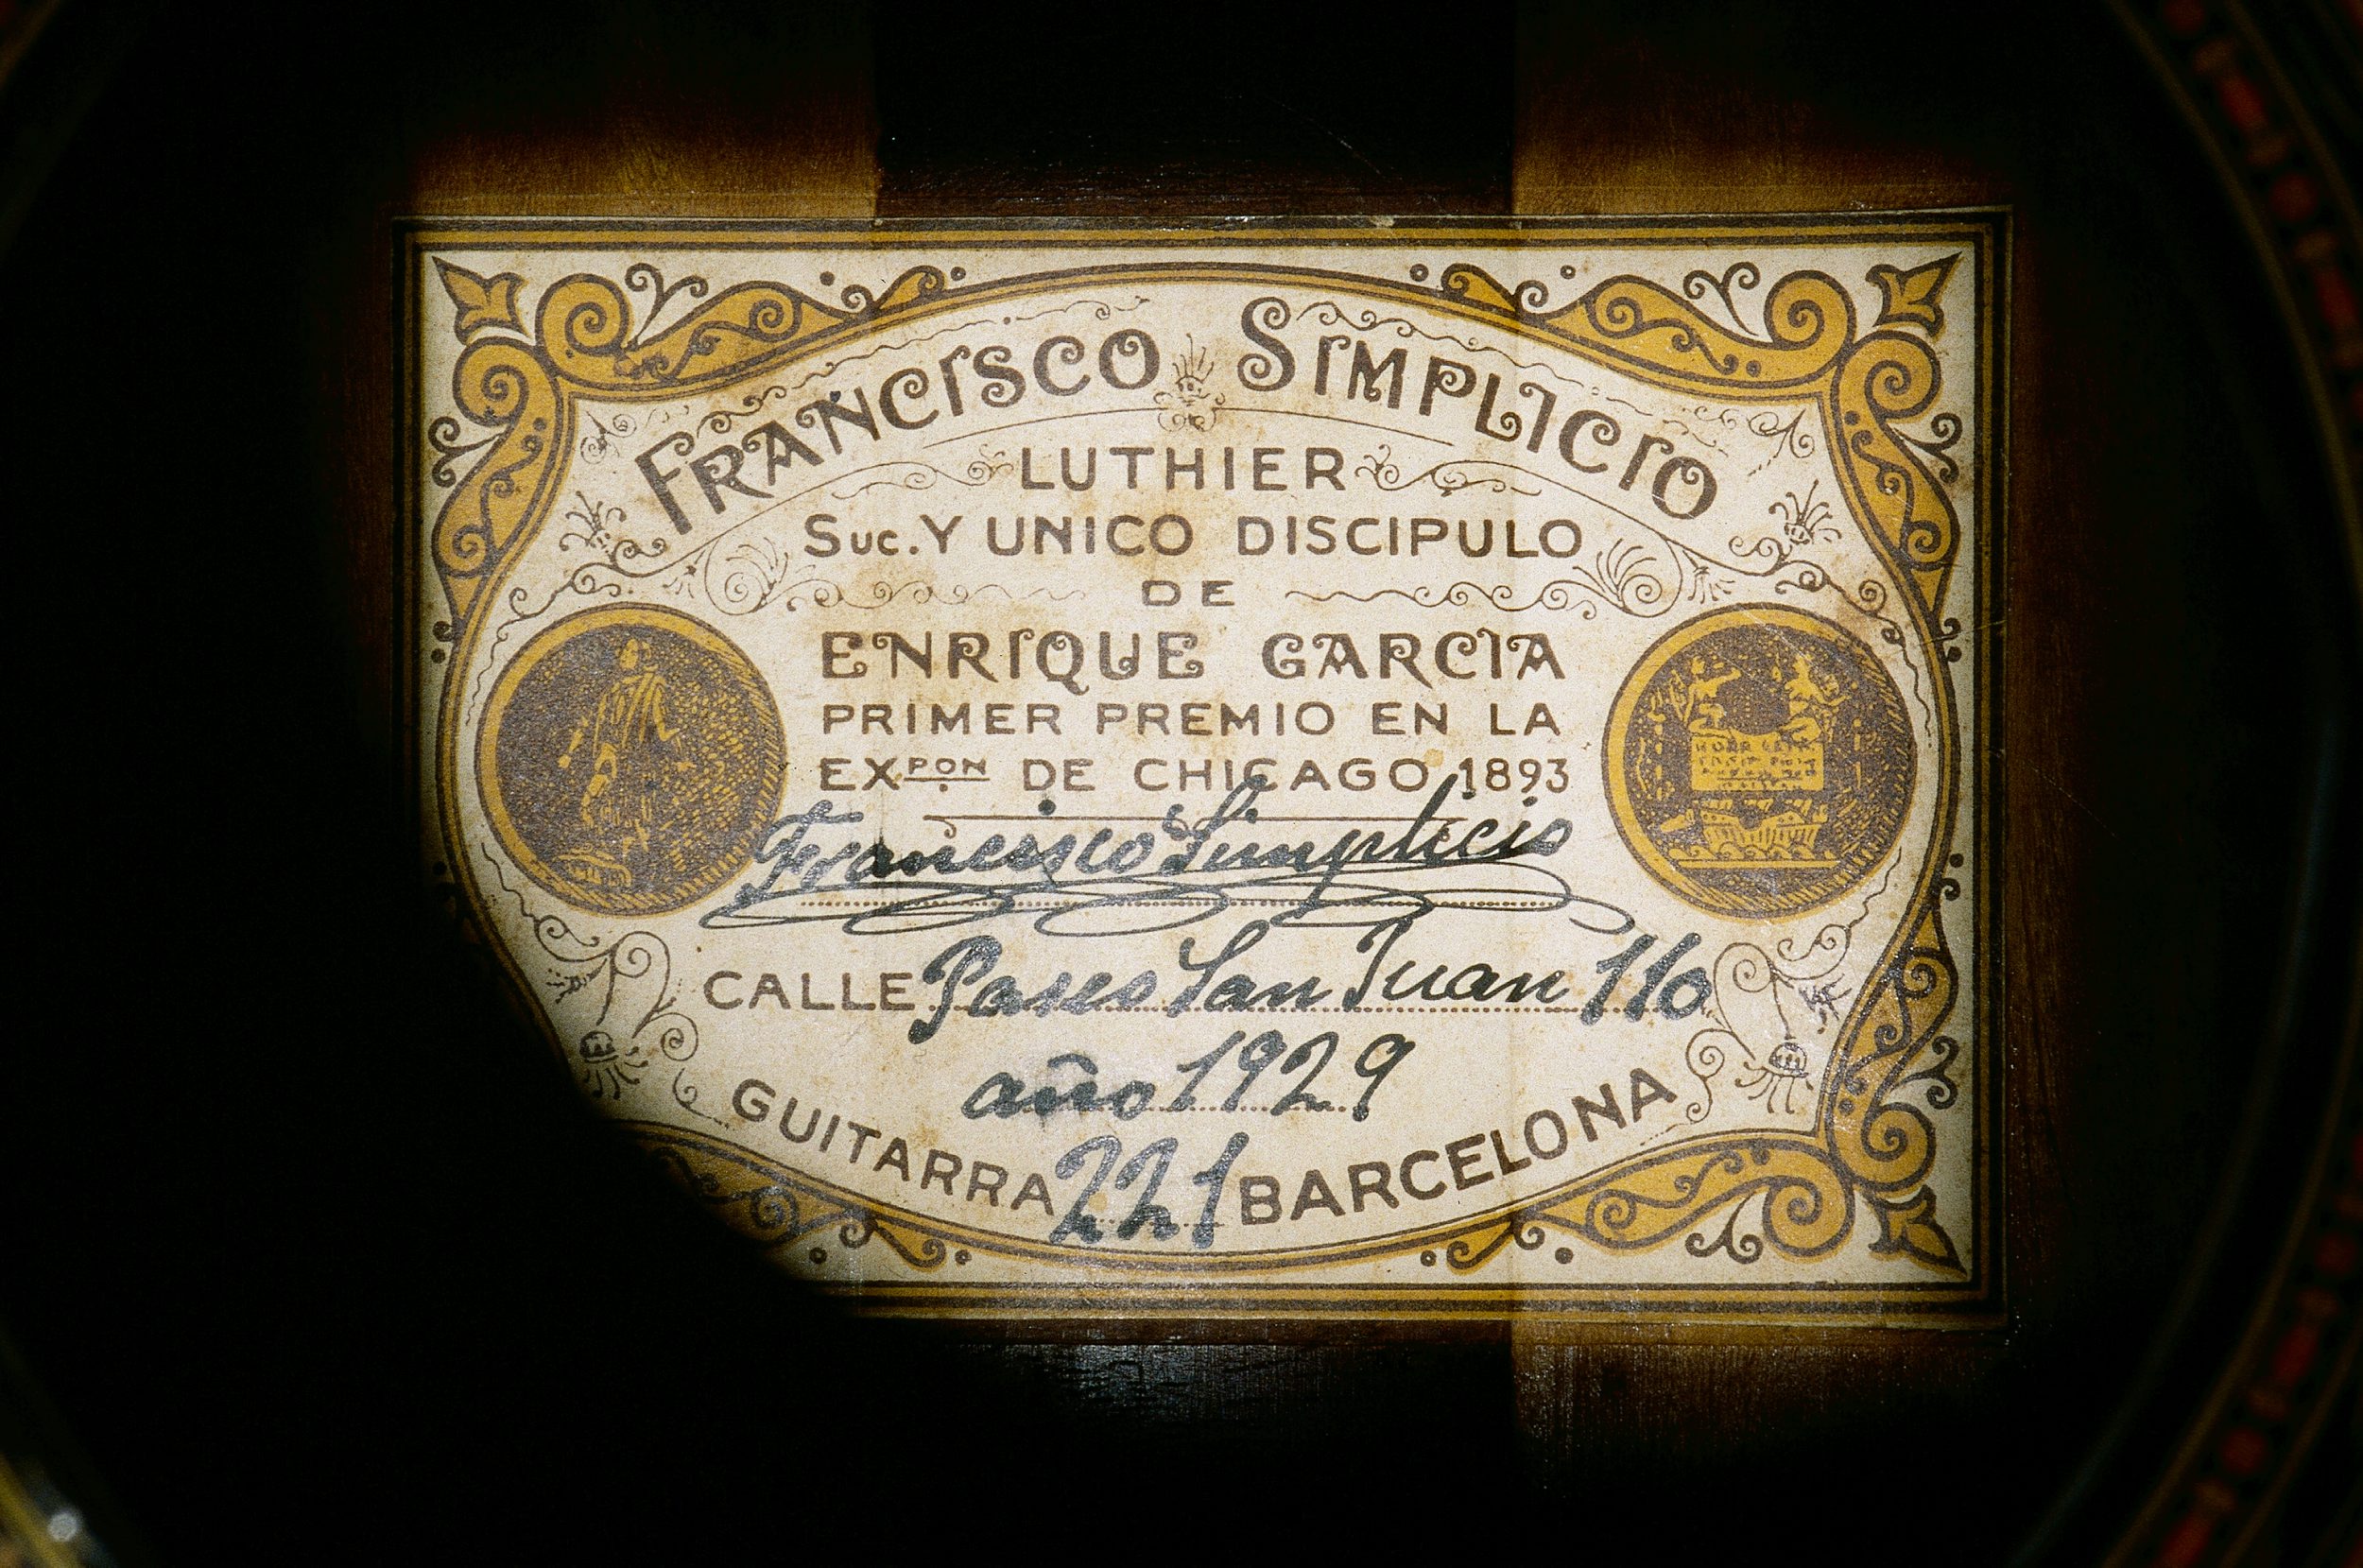 FRANCISCO SIMPLICIO
LUTHIER
Suc. Y UNICO DISCIPULO
DE
ENRIQUE GARCIA
PRIMER PREMIO EN LA
EXPON DE CHICAGO 1893
Francisco Simplicio
CALLE Paseo San Juan 110
año 1929
GUITARRA 221 BARCELONA